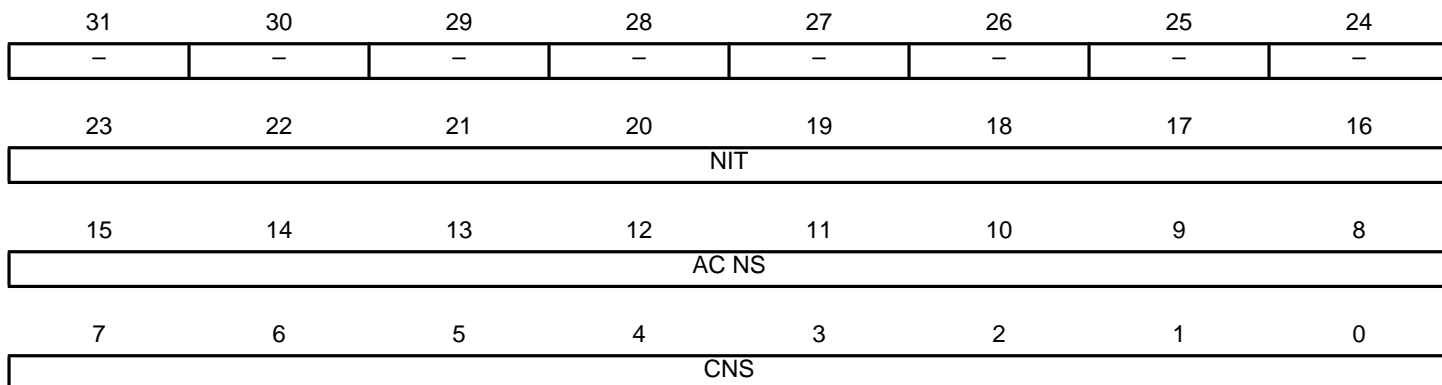 31 30 29 28 27 26 25 24
– – – – – – – –
23 22 21 20 19 18 17 16
NIT
15 14 13 12 11 10 9 8
AC NS
7 6 5 4 3 2 1 0
CNS